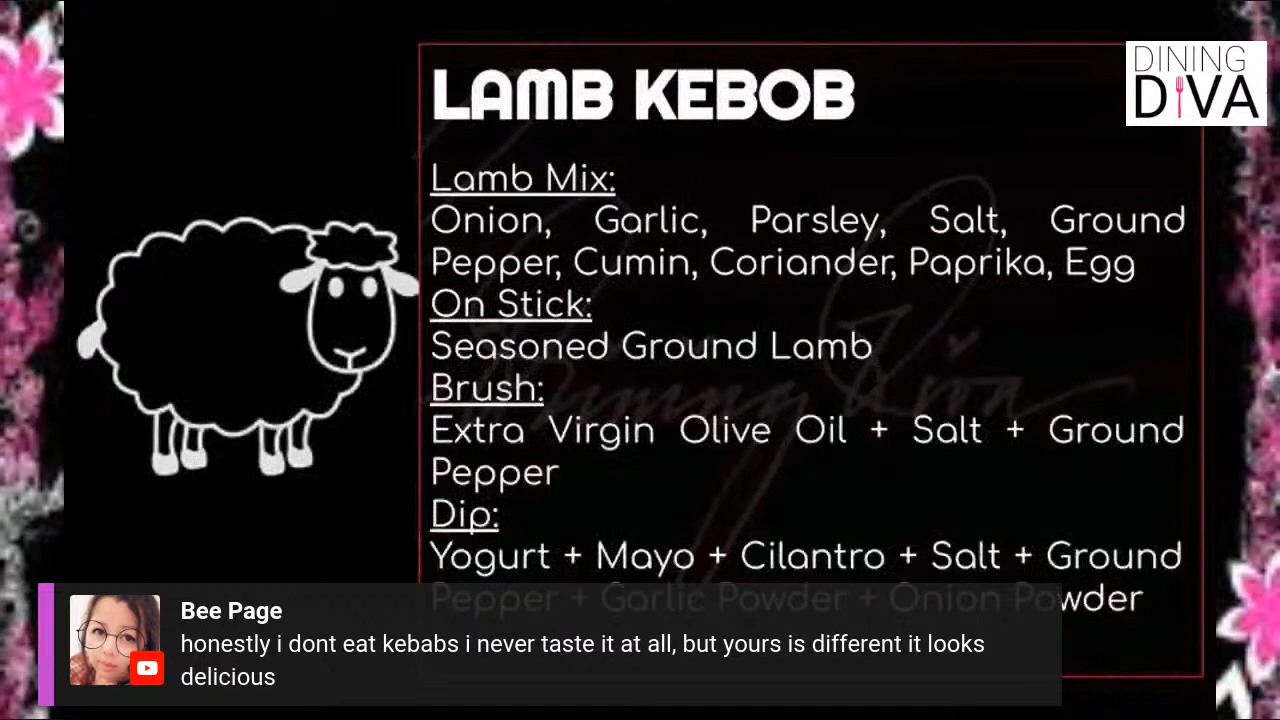 DINING
DIVA
LAMB KEBOB
Lamb Mix:
Onion, Garlic, Parsley, Salt, Ground
Pepper, Cumin, Coriander, Paprika, Egg
On Stick:
Seasoned Ground Lamb
Brush:
Extra Virgin Olive Oil + Salt + Ground
Pepper
Dip:
Yogurt + Mayo + Cilantro + Salt + Ground
Pepper + Garlic Powder + Onion Powder
Bee Page
honestly i dont eat kebabs i never taste it at all, but yours is different it looks
delicious